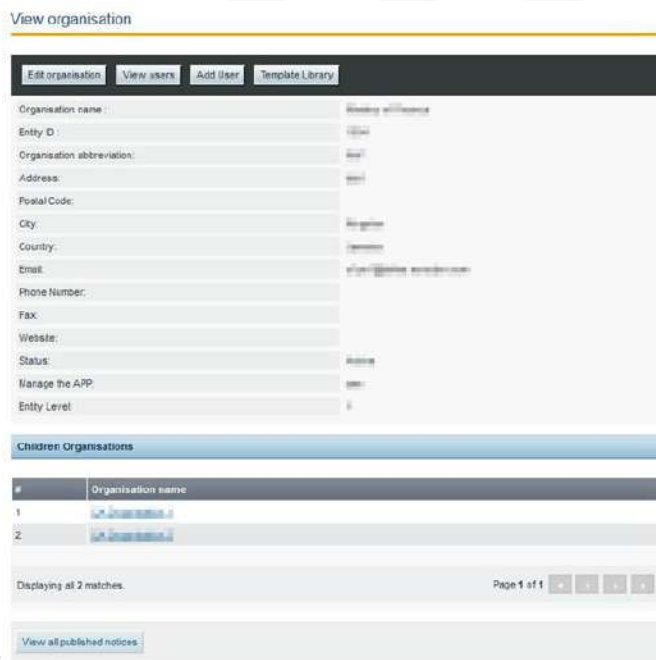 View organisation
Edit organisation View users Add User Template Library
Organisation name :
Entity ID :
Organisation abbreviation:
Address:
Postal Code:
City:
Country:
Email:
Phone Number:
Fax:
Website:
Status:
Manage the APP:
Entity Level:
Children Organisations
# Organisation name
1
2
Displaying all 2 matches. Page 1 of 1
View all published notices